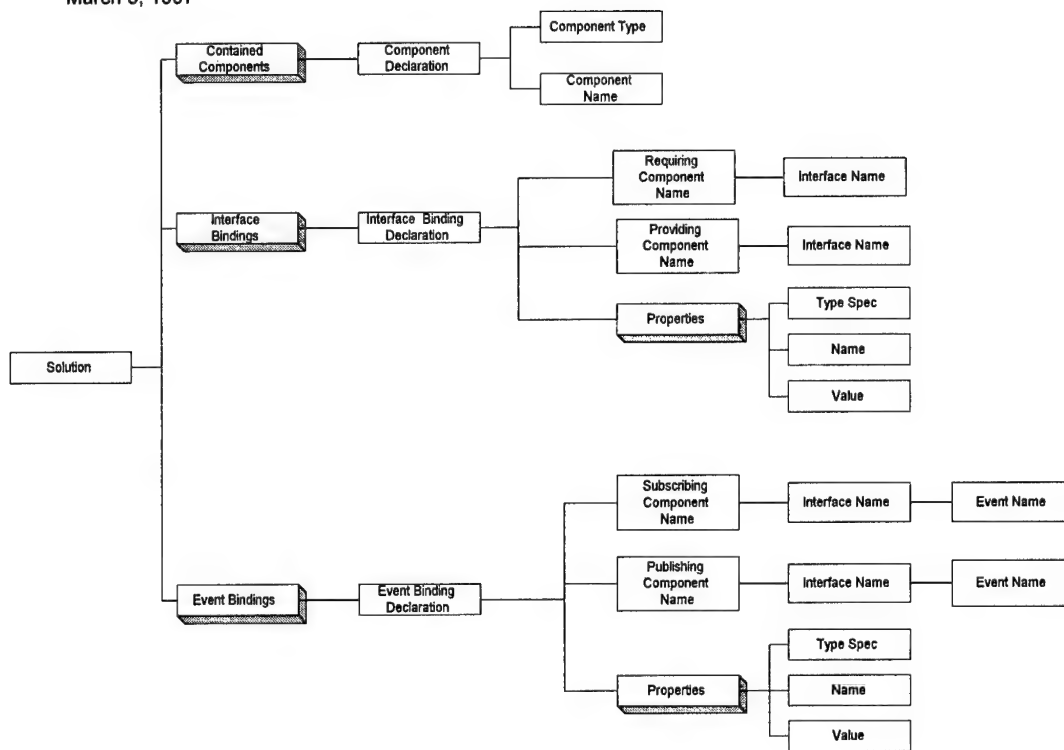 Component Type
Contained
Components
Component
Declaration
Component
Name
Requiring
Component
Name
Interface Name
Interface
Bindings
Interface Binding
Declaration
Providing
Component
Name
Interface Name
Properties
Type Spec
Name
Value
Solution
Subscribing
Component
Name
Interface Name
Event Name
Event Bindings
Event Binding
Declaration
Publishing
Component
Name
Interface Name
Event Name
Properties
Type Spec
Name
Value